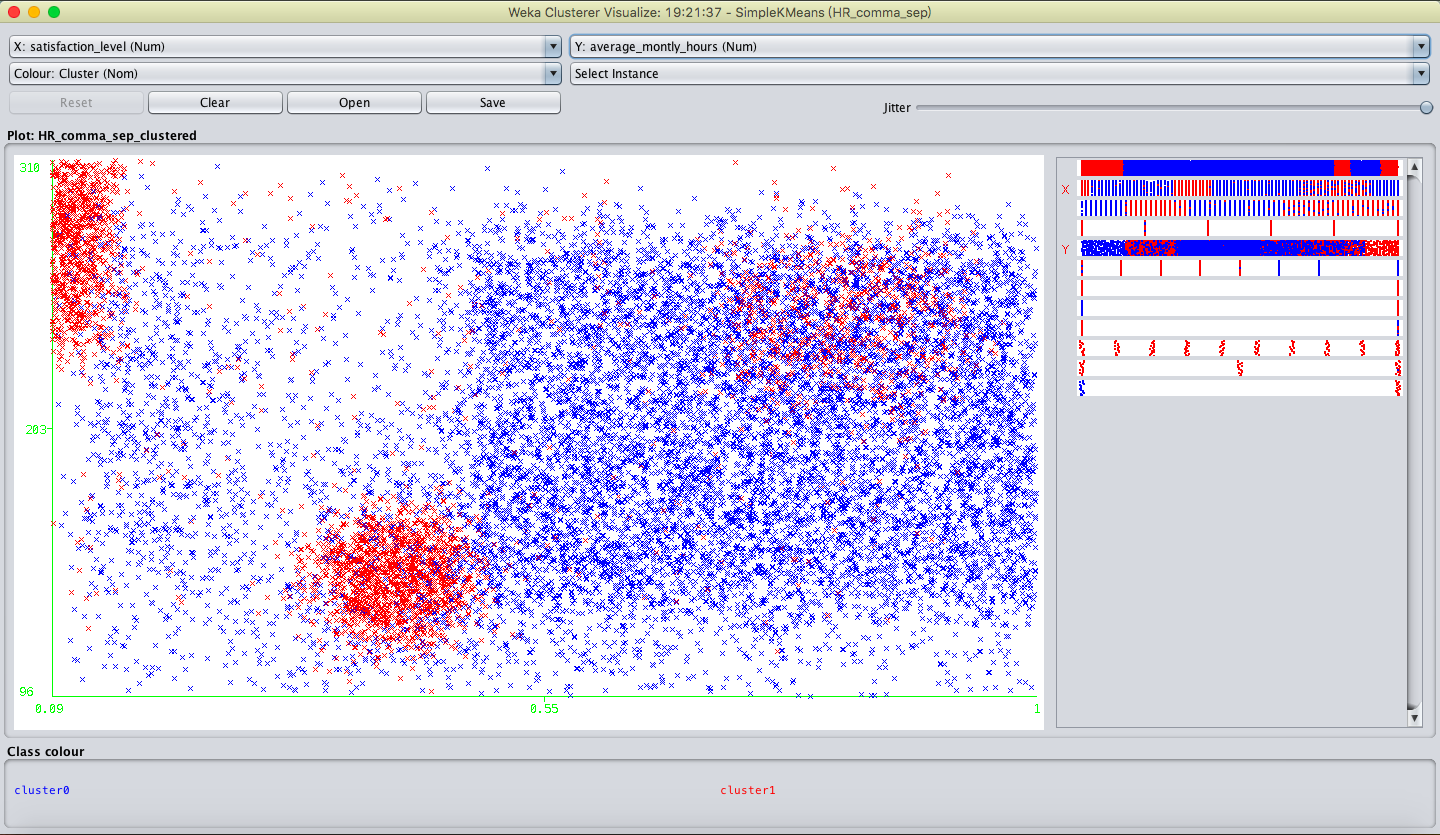 Weka Clusterer Visualize: 19:21:37 - SimpleKMeans (HR_comma_sep)
X: satisfaction_level (Num)
Y: average_montly_hours (Num)
Colour: Cluster (Nom)
Select Instance
Reset
Clear
Open
Save
Jitter
Plot: HR_comma_sep_clustered
310
203
96
0.09
0.55
1
X
Y
Class colour
cluster0
cluster1